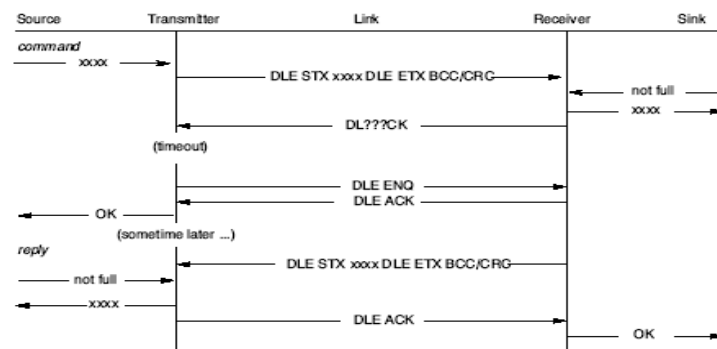 Source Transmitter Link Receiver Sink
command
xxxx
DLE STX xxxx DLE ETX BCC/CRC
not full
xxxx
DL???CK
(timeout)
DLE ENQ
DLE ACK
OK
(sometime later ...)
reply
DLE STX xxxx DLE ETX BCC/CRC
not full
xxxx
DLE ACK
OK